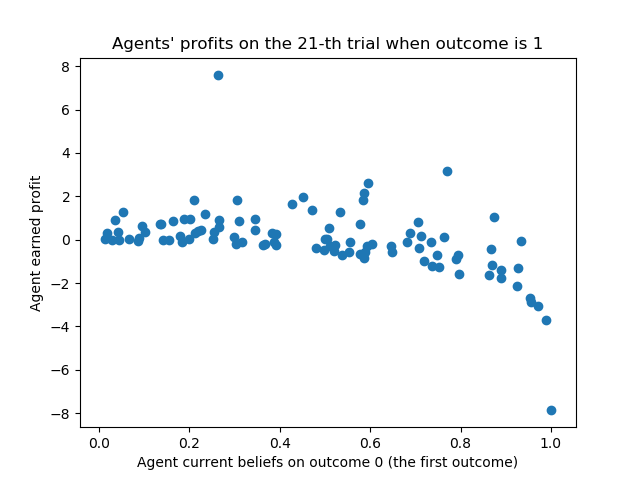 Agents' profits on the 21-th trial when outcome is 1
8
6
4
2
0
−2
−4
−6
−8
Agent earned profit
0.0 0.2 0.4 0.6 0.8 1.0
Agent current beliefs on outcome 0 (the first outcome)